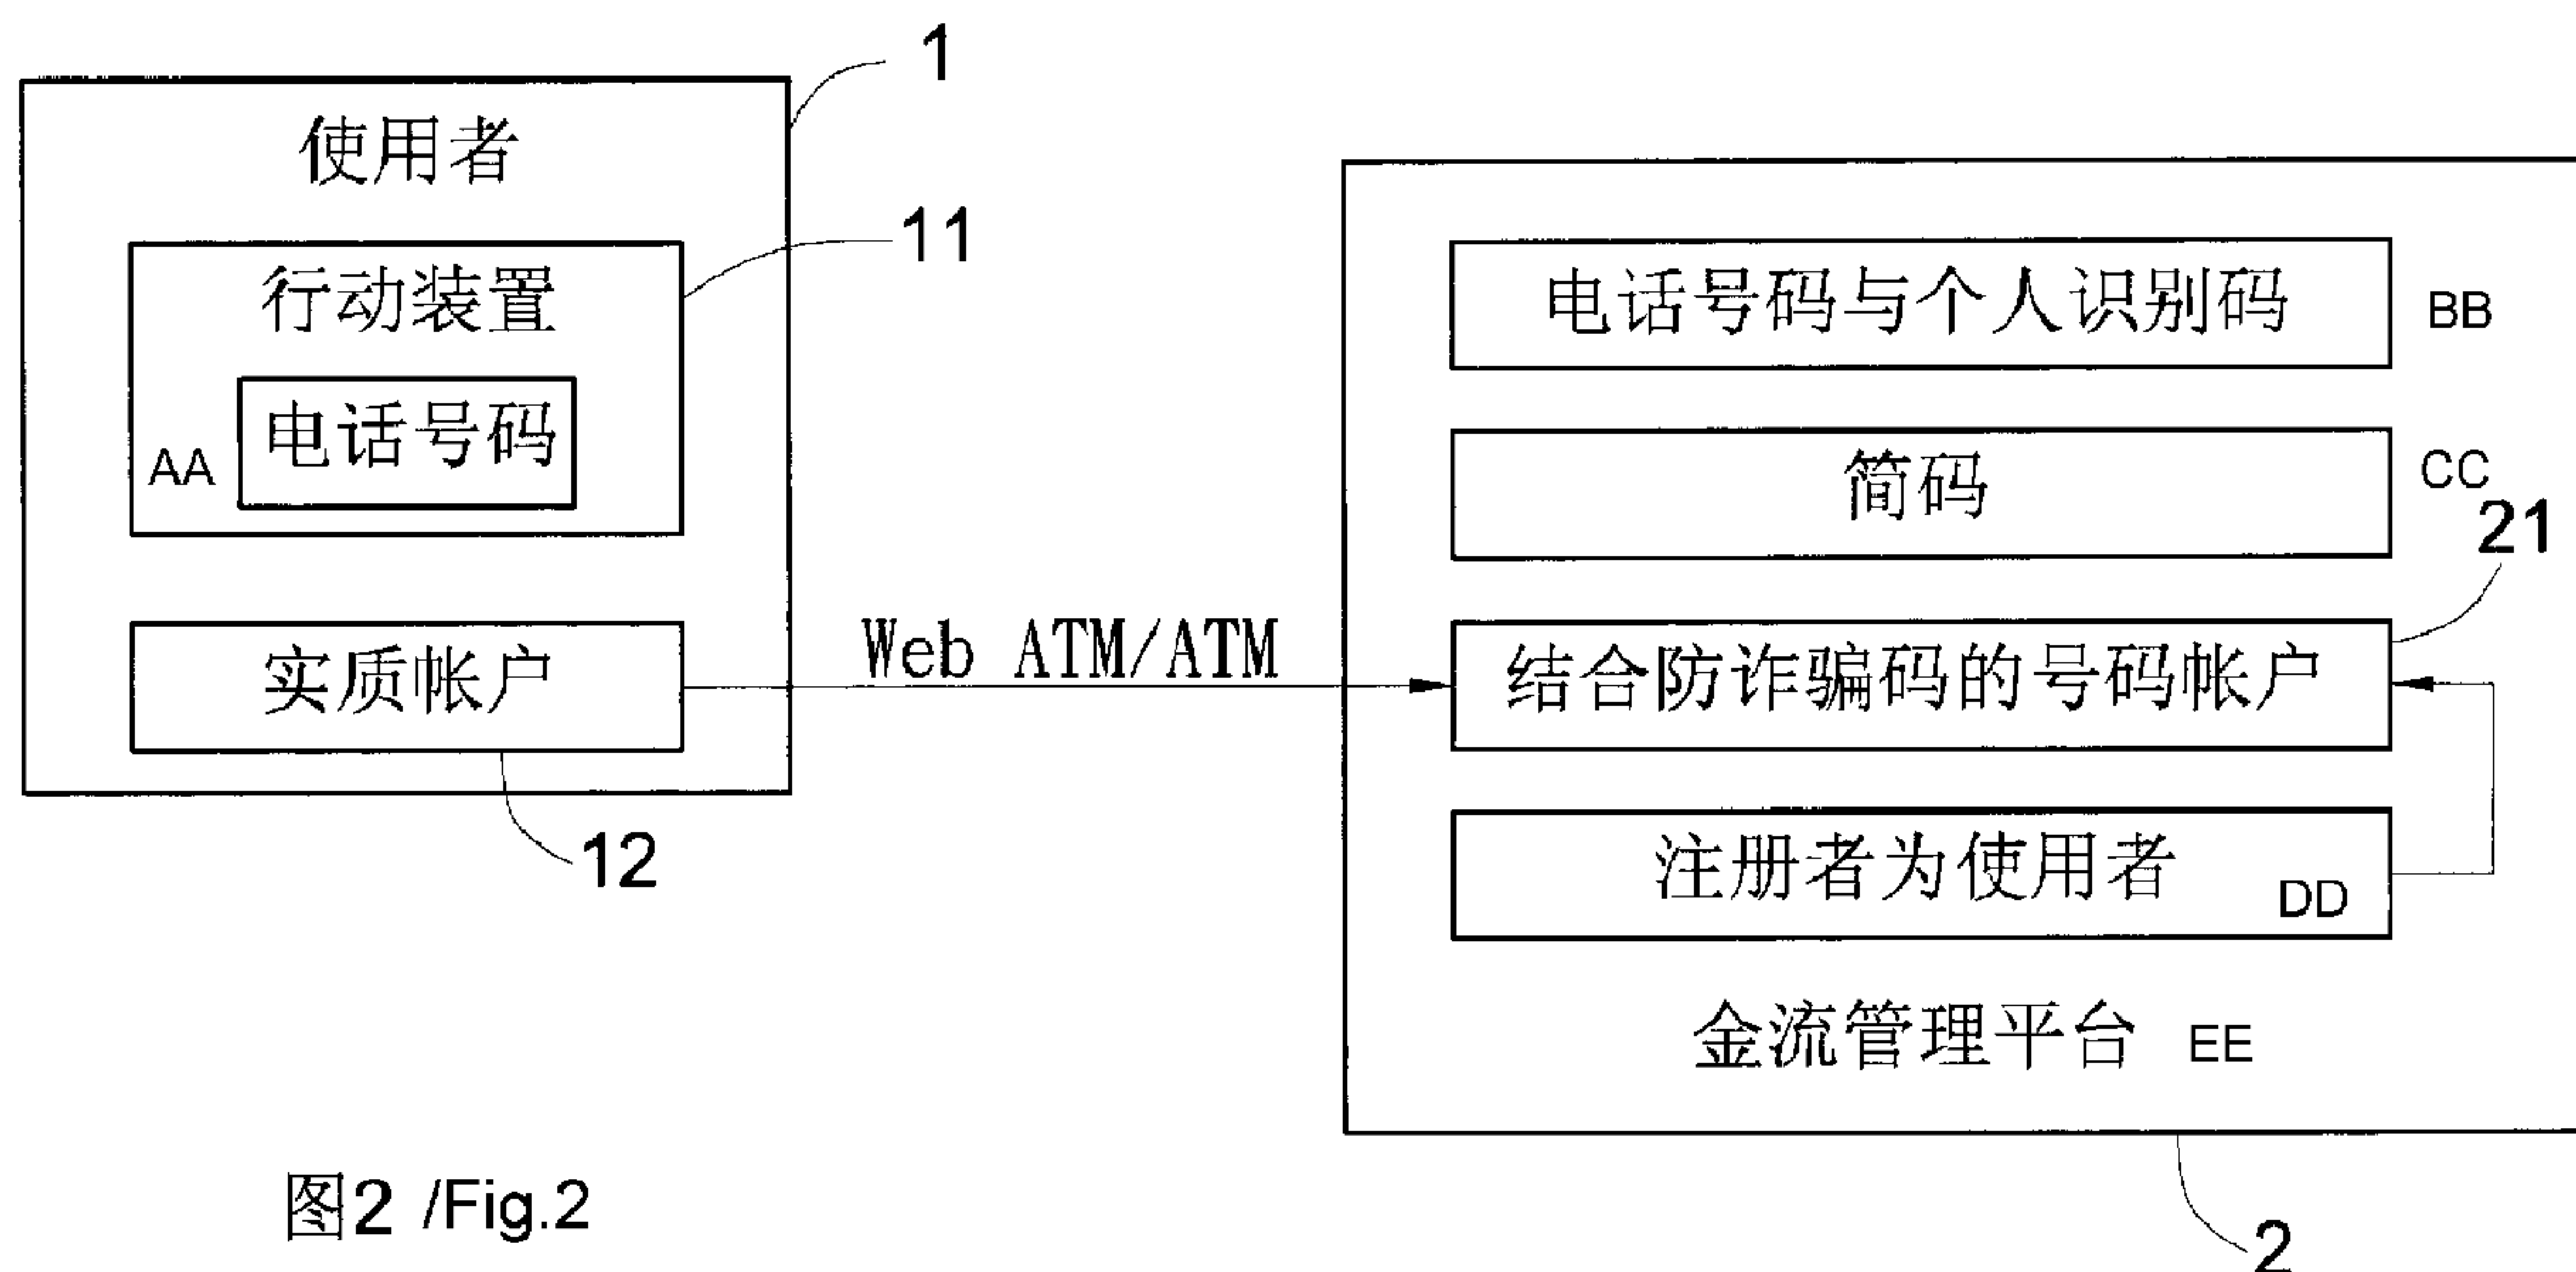 1
使用者
11
行动装置
电话号码
AA
实质帐户
12
Web ATM/ATM
电话号码与个人识别码
BB
简码
CC
21
结合防诈骗码的号码帐户
注册者为使用者
DD
金流管理平台 EE
2
图2 /Fig.2